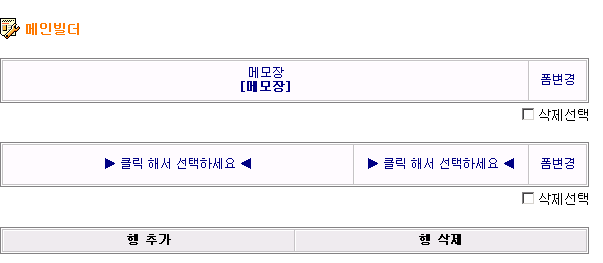 메인빌더
메모장
[메모장]
폼변경
삭제선택
▶ 클릭 해서 선택하세요 ◀
▶ 클릭 해서 선택하세요 ◀
폼변경
삭제선택
행 추가
행 삭제